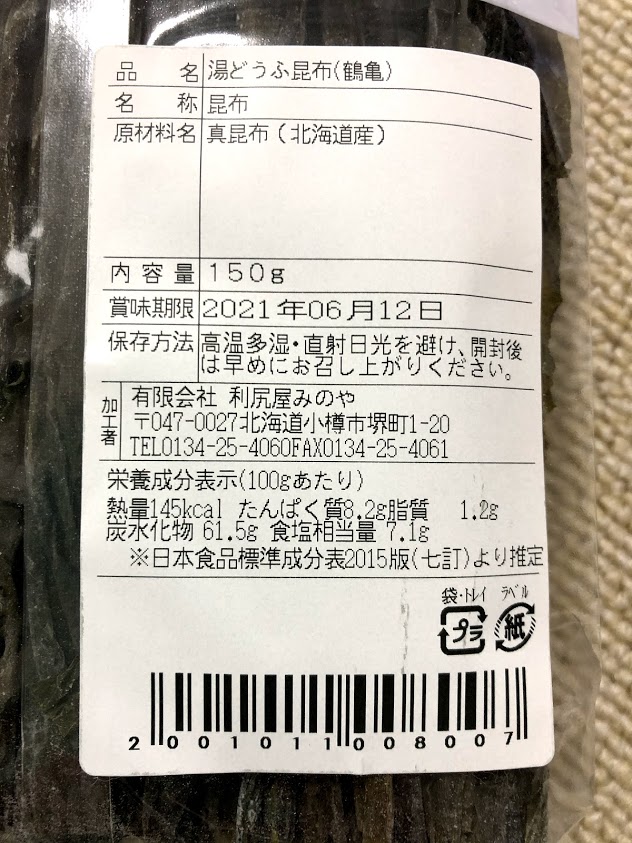 品名 湯どうふ昆布(鶴亀)
名称 昆布
原材料名 真昆布(北海道産)
内容量 150g
賞味期限 2021年06月12日
保存方法 高温多湿・直射日光を避け、開封後
は早めにお召し上がりください。
加工者 有限会社 利尻屋みのや
〒047-0027北海道小樽市堺町1-20
TEL0134-25-4060FAX0134-25-4061
栄養成分表示(100gあたり)
熱量145kcal たんぱく質8.2g脂質 1.2g
炭水化物 61.5g 食塩相当量 7.1g
※日本食品標準成分表2015版(七訂)より推定
袋・トレイ ラベル
プラ 紙
2001011008007